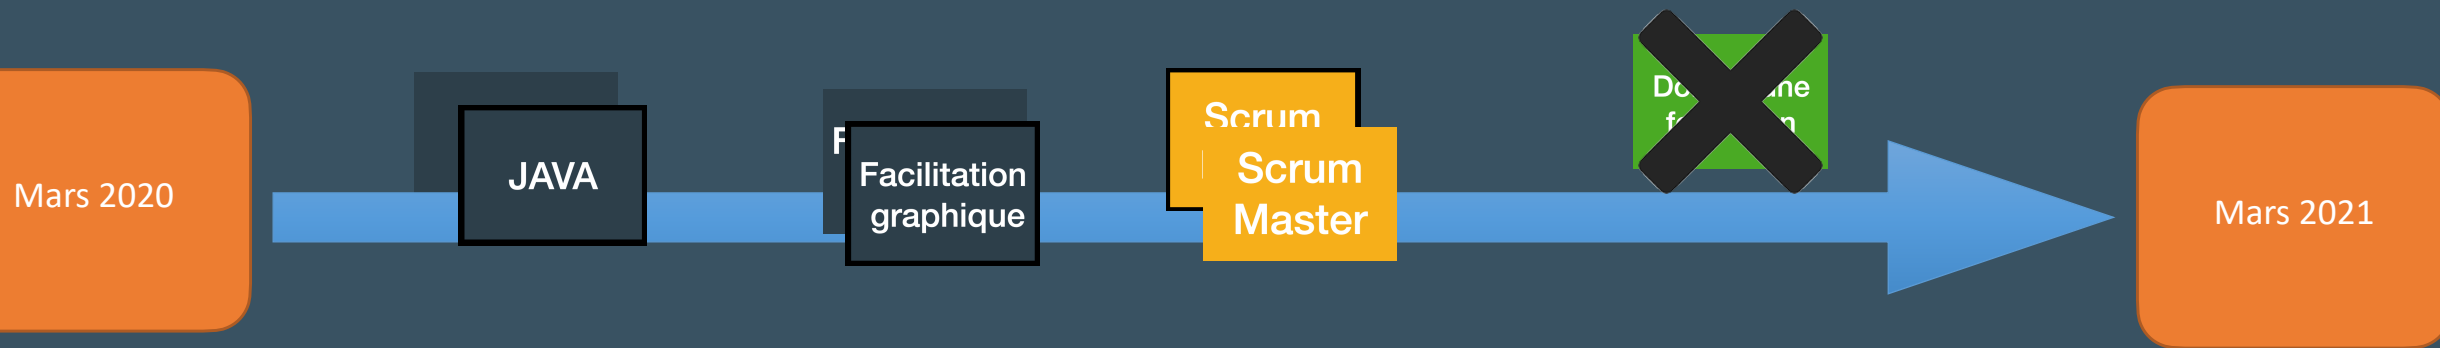 Mars 2020
JAVA
Facilitation
graphique
Scrum
Scrum
Master
Mars 2021